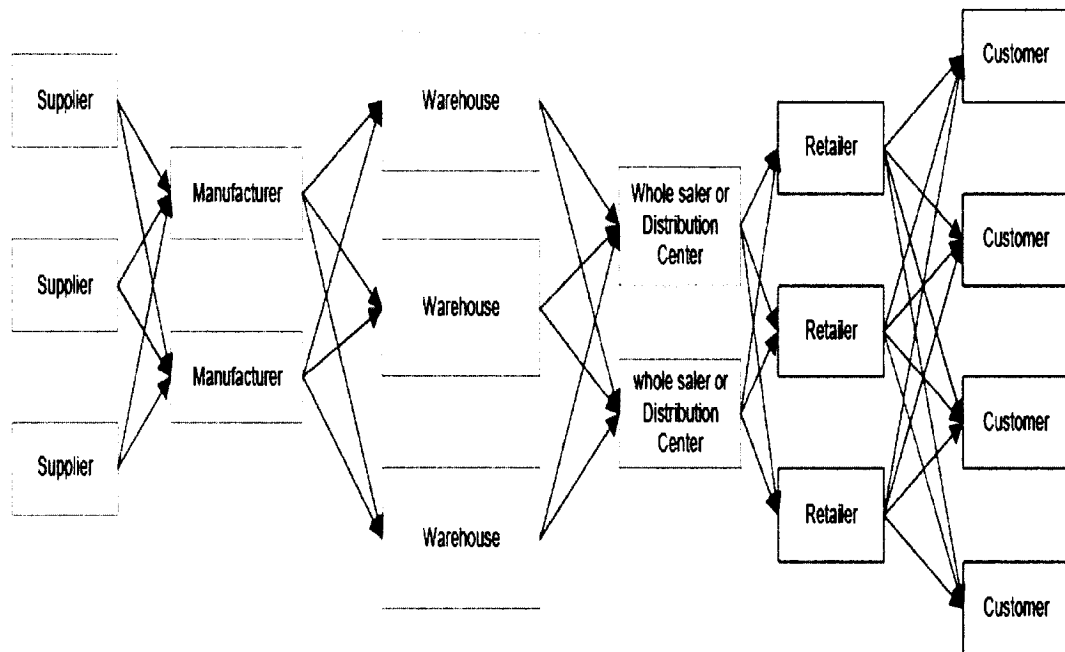 Supplier
Supplier
Supplier
Manufacturer
Manufacturer
Warehouse
Warehouse
Warehouse
Whole saler or
Distribution
Center
whole saler or
Distribution
Center
Retailer
Retailer
Retailer
Customer
Customer
Customer
Customer